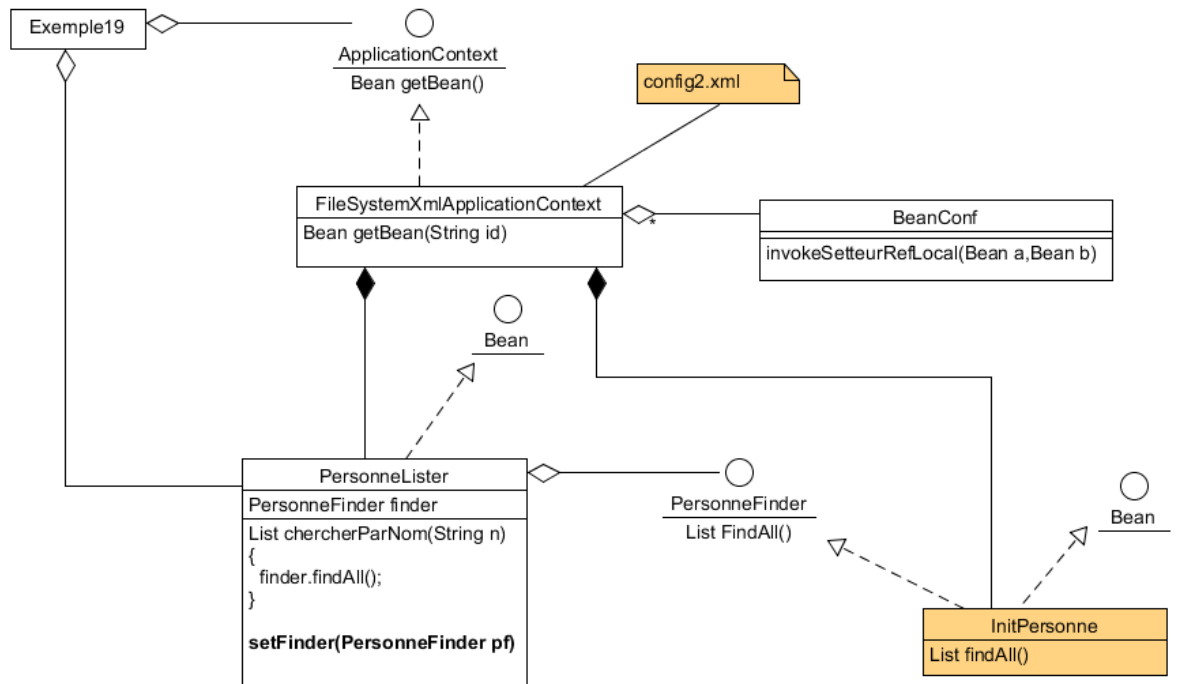 Exemple19
ApplicationContext
Bean getBean()
config2.xml
FileSystemXmlApplicationContext
Bean getBean(String id)
*
BeanConf
invokeSetteurRefLocal(Bean a,Bean b)
Bean
PersonneLister
PersonneFinder finder
List chercherParNom(String n)
{
finder.findAll();
}
setFinder(PersonneFinder pf)
PersonneFinder
List FindAll()
Bean
InitPersonne
List findAll()